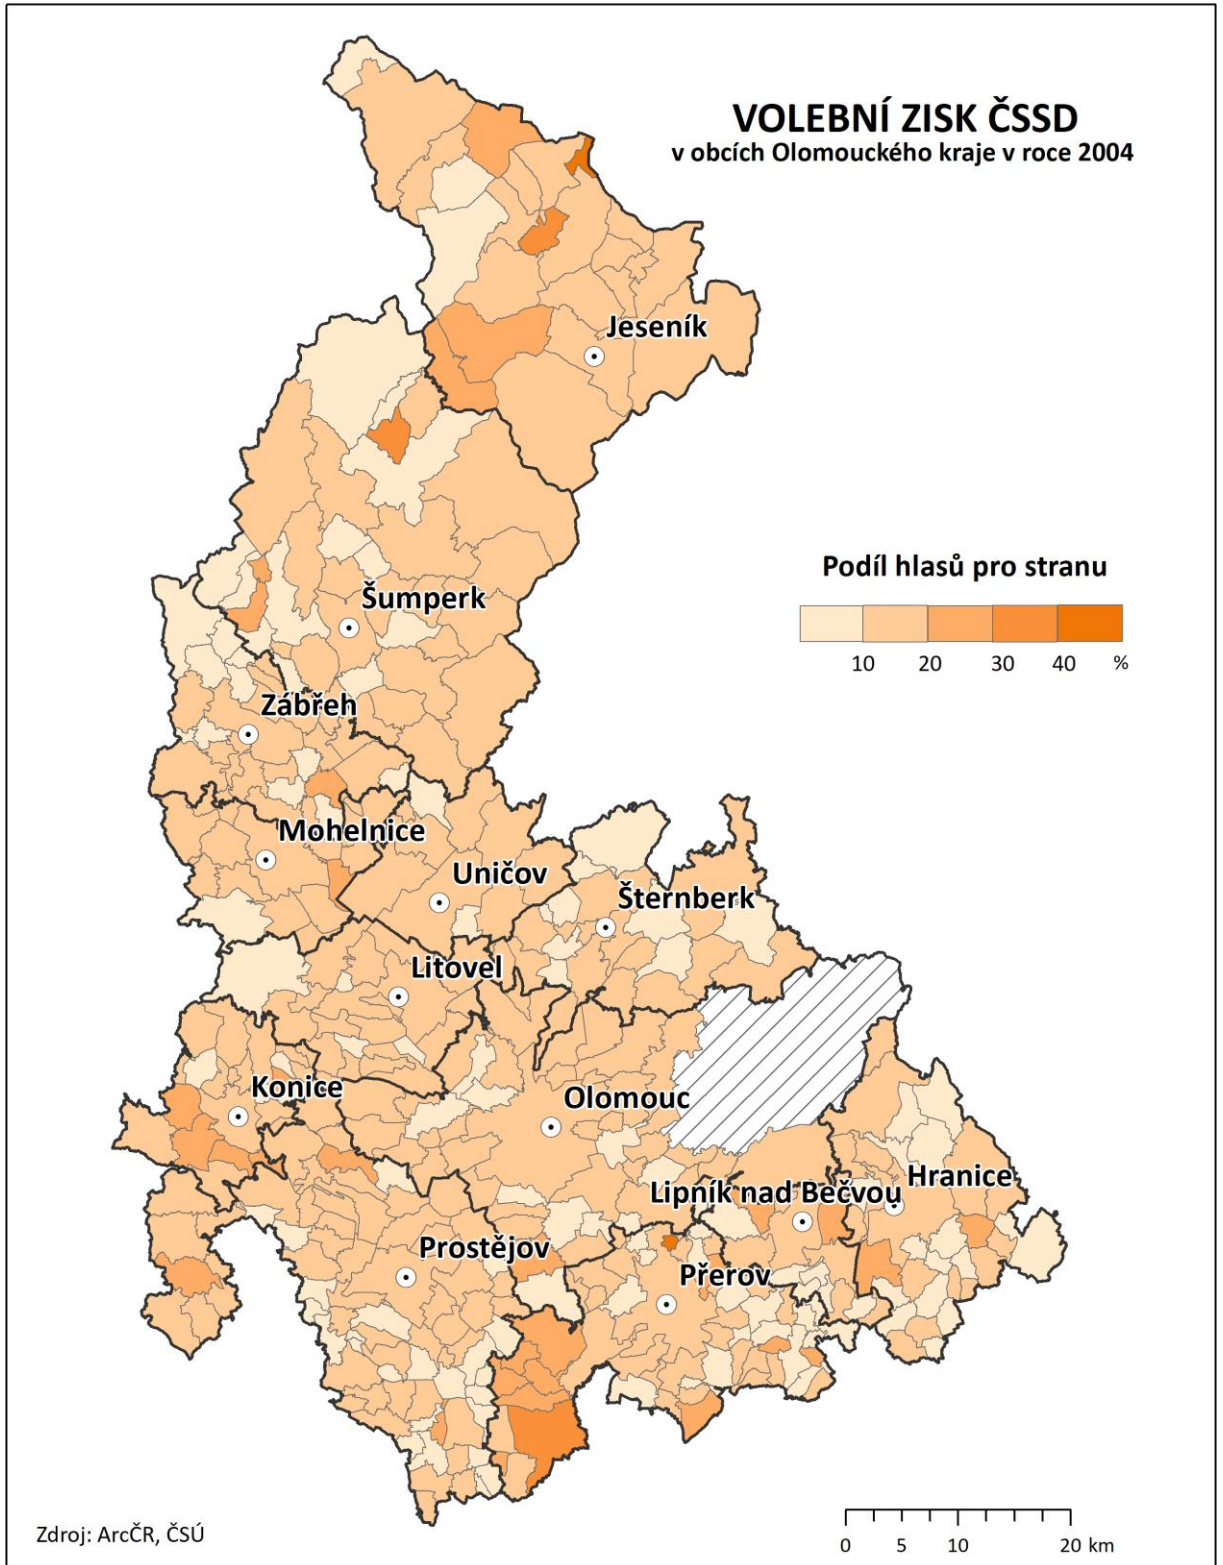 VOLEBNÍ ZISK ČSSD
v obcích Olomouckého kraje v roce 2004
Jeseník
Podíl hlasů pro stranu
10 20 30 40 %
Šumperk
Zábřeh
Mohelnice
Uničov
Šternberk
Litovel
Konice
Olomouc
Hranice
Lipník nad Bečvou
Prostějov
Přerov
Zdroj: ArcČR, ČSÚ
0 5 10 20 km